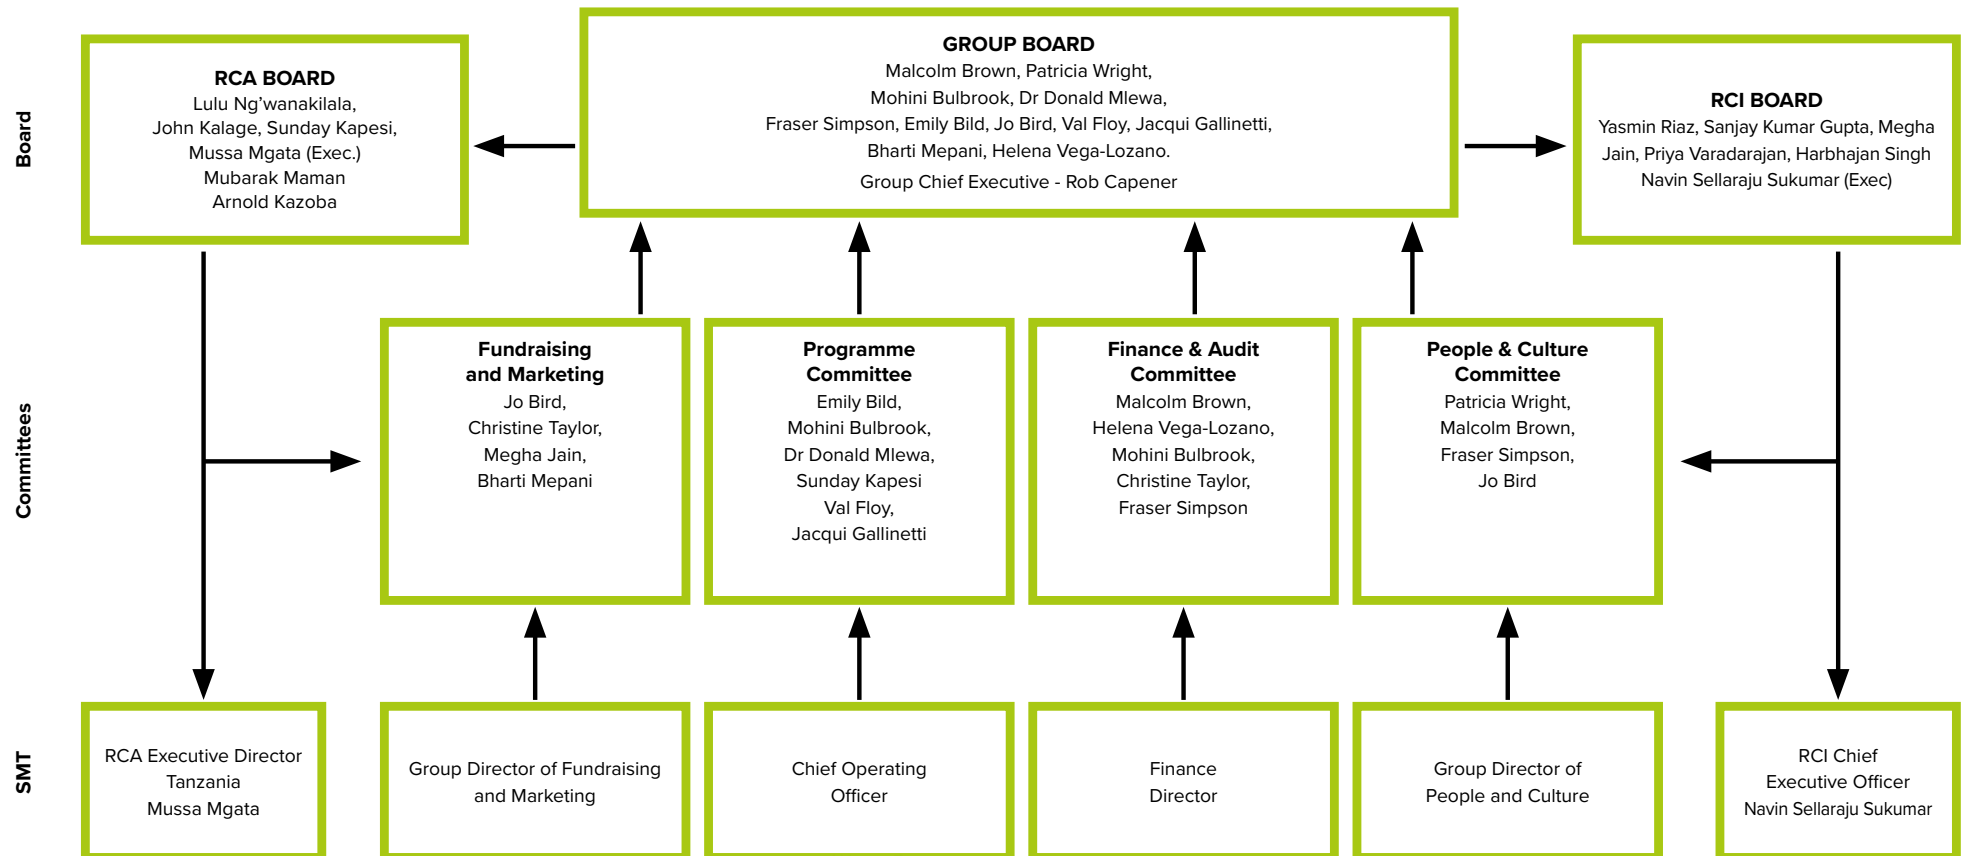 Board
RCA BOARD
Lulu Ng’wanakilala,
John Kalage, Sunday Kapesi,
Mussa Mgata (Exec.)
Mubarak Maman
Arnold Kazoba
GROUP BOARD
Malcolm Brown, Patricia Wright,
Mohini Bulbrook, Dr Donald Mlewa,
Fraser Simpson, Emily Bild, Jo Bird, Val Floy, Jacqui Gallinetti,
Bharti Mepani, Helena Vega-Lozano.
Group Chief Executive - Rob Capener
RCI BOARD
Yasmin Riaz, Sanjay Kumar Gupta, Megha
Jain, Priya Varadarajan, Harbhajan Singh
Navin Sellaraju Sukumar (Exec)
Committees
Fundraising
and Marketing
Jo Bird,
Christine Taylor,
Megha Jain,
Bharti Mepani
Programme
Committee
Emily Bild,
Mohini Bulbrook,
Dr Donald Mlewa,
Sunday Kapesi
Val Floy,
Jacqui Gallinetti
Finance & Audit
Committee
Malcolm Brown,
Helena Vega-Lozano,
Mohini Bulbrook,
Christine Taylor,
Fraser Simpson
People & Culture
Committee
Patricia Wright,
Malcolm Brown,
Fraser Simpson,
Jo Bird
SMT
RCA Executive Director
Tanzania
Mussa Mgata
Group Director of Fundraising
and Marketing
Chief Operating
Officer
Finance
Director
Group Director of
People and Culture
RCI Chief
Executive Officer
Navin Sellaraju Sukumar